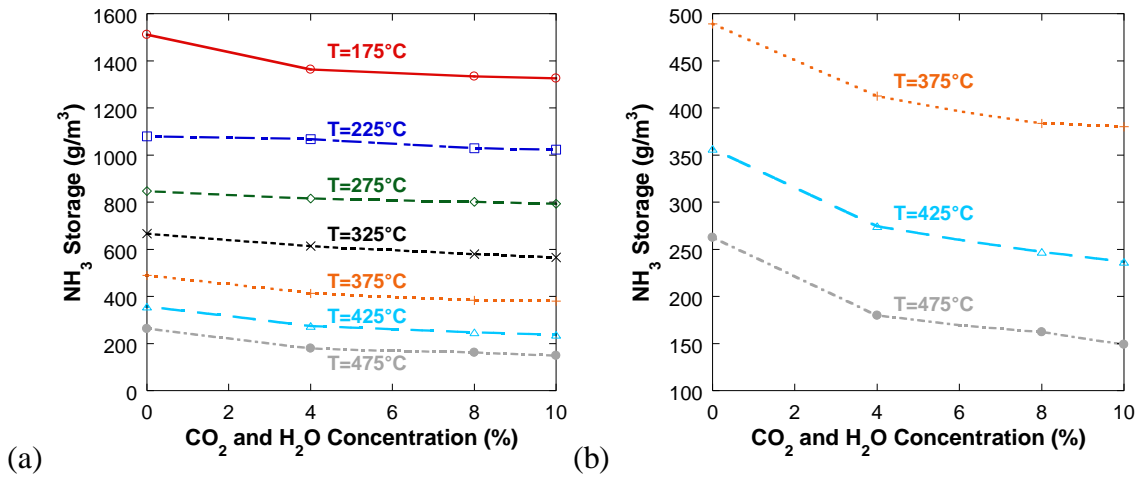 1600
1400
1200
1000
800
600
400
200
0
NH3 Storage (g/m³)
T=175°C
T=225°C
T=275°C
T=325°C
T=375°C
T=425°C
T=475°C
0 2 4 6 8 10
CO2 and H2O Concentration (%)
(a)
500
450
400
350
300
250
200
150
100
NH3 Storage (g/m³)
T=375°C
T=425°C
T=475°C
0 2 4 6 8 10
CO2 and H2O Concentration (%)
(b)